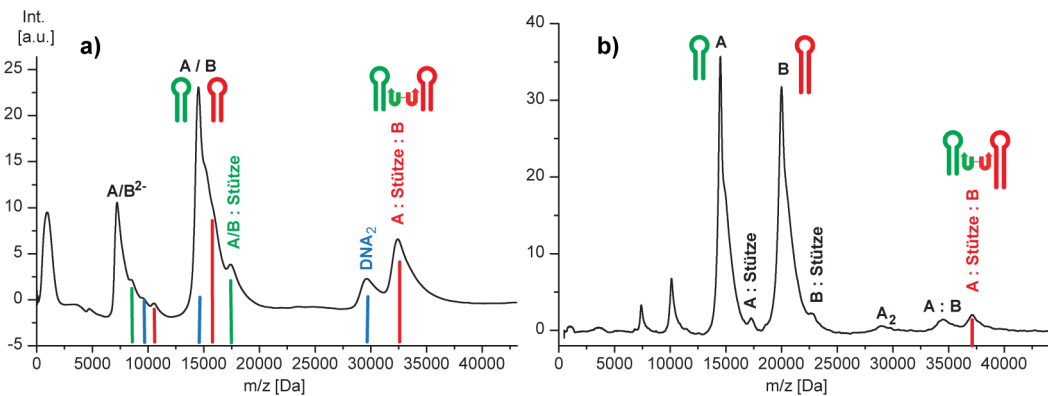 Int.
[a.u.]
a)
A / B
A/B²⁻
A/B : Stütze
DNA₂
A : Stütze : B
25
20
15
10
5
0
-5
0 5000 10000 15000 20000 25000 30000 35000 40000
m/z [Da]
b)
A
B
A : Stütze
B : Stütze
A₂
A : B
A : Stütze : B
40
30
20
10
0
0 5000 10000 15000 20000 25000 30000 35000 40000
m/z [Da]